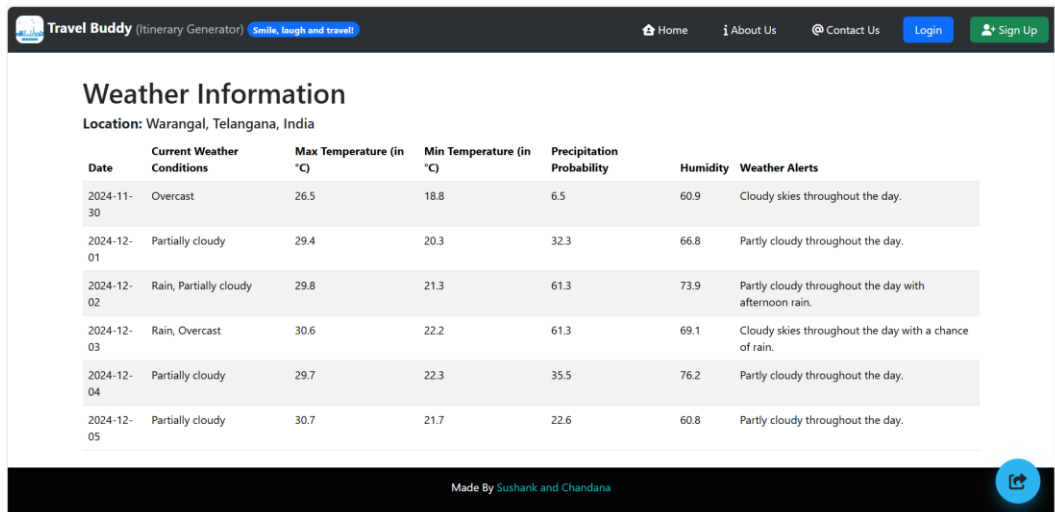 Travel Buddy (Itinerary Generator) Smile, laugh and travel! Home About Us Contact Us Login Sign Up
Weather Information
Location: Warangal, Telangana, India
Date Current Weather Conditions Max Temperature (in °C) Min Temperature (in °C) Precipitation Probability Humidity Weather Alerts
2024-11-30 Overcast 26.5 18.8 6.5 60.9 Cloudy skies throughout the day.
2024-12-01 Partially cloudy 29.4 20.3 32.3 66.8 Partly cloudy throughout the day.
2024-12-02 Rain, Partially cloudy 29.8 21.3 61.3 73.9 Partly cloudy throughout the day with afternoon rain.
2024-12-03 Rain, Overcast 30.6 22.2 61.3 69.1 Cloudy skies throughout the day with a chance of rain.
2024-12-04 Partially cloudy 29.7 22.3 35.5 76.2 Partly cloudy throughout the day.
2024-12-05 Partially cloudy 30.7 21.7 22.6 60.8 Partly cloudy throughout the day.
Made By Sushank and Chandana